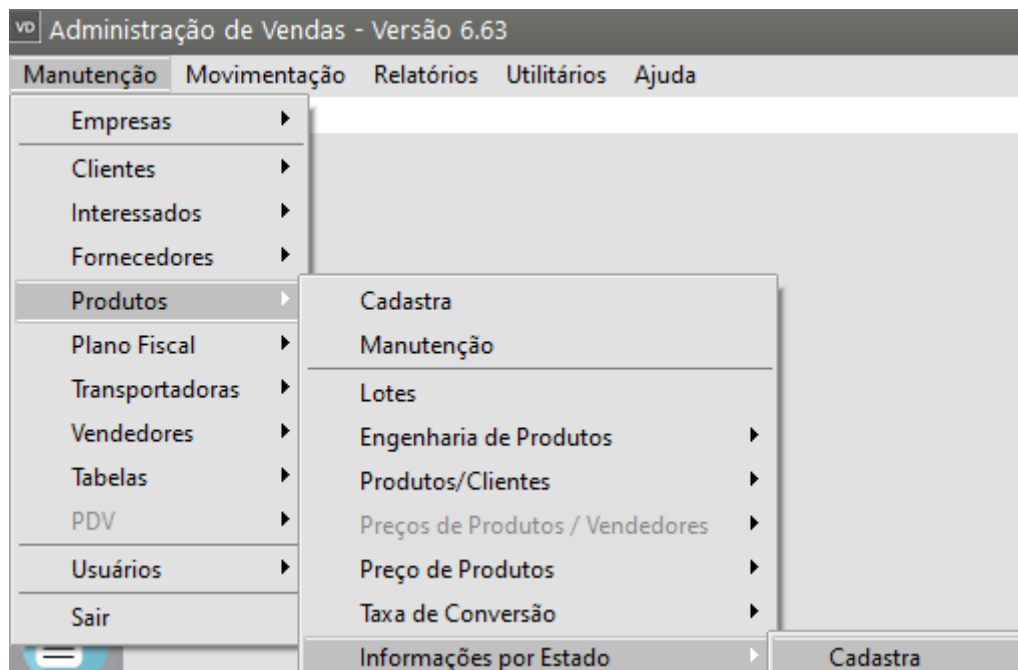 VD Administração de Vendas - Versão 6.63
Manutenção Movimentação Relatórios Utilitários Ajuda
Empresas
Clientes
Interessados
Fornecedores
Produtos
Plano Fiscal
Transportadoras
Vendedores
Tabelas
PDV
Usuários
Sair
Cadastra
Manutenção
Lotes
Engenharia de Produtos
Produtos/Clientes
Preços de Produtos / Vendedores
Preço de Produtos
Taxa de Conversão
Informações por Estado
Cadastra